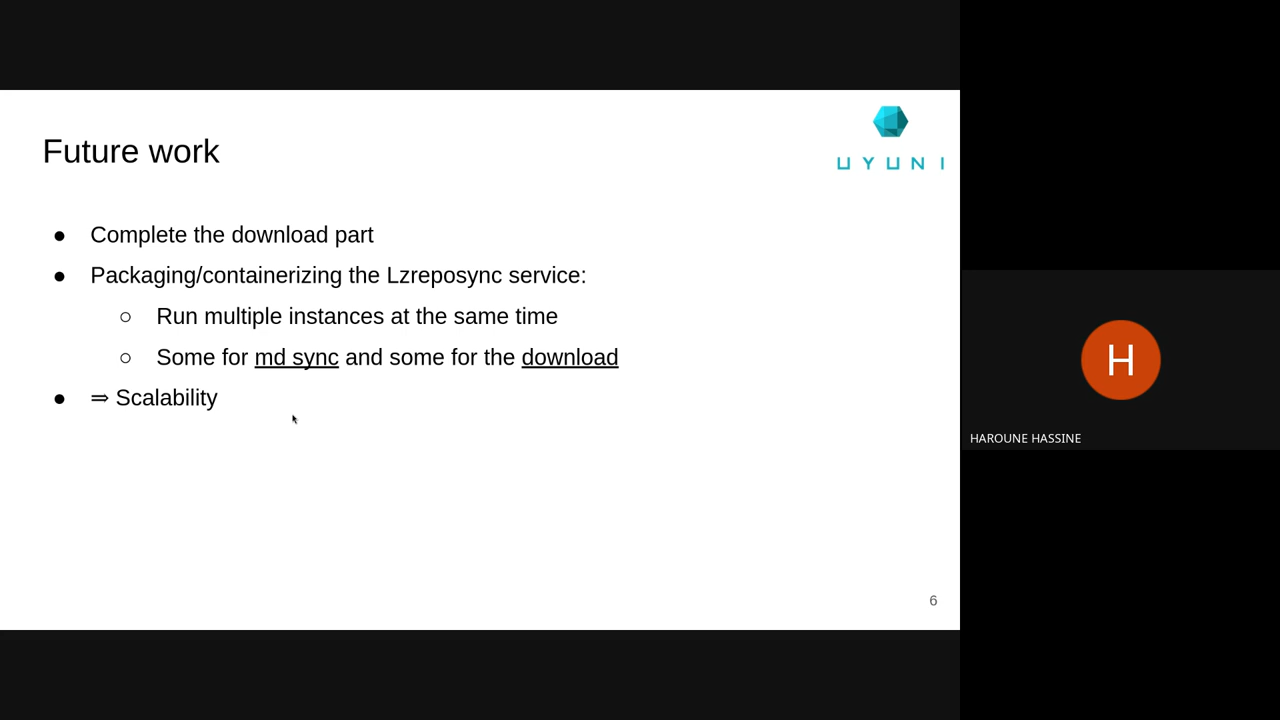 Future work
UYUNI
● Complete the download part
● Packaging/containerizing the Lzreposync service:
○ Run multiple instances at the same time
○ Some for md sync and some for the download
● ⇒ Scalability
6
H
HAROUNE HASSINE